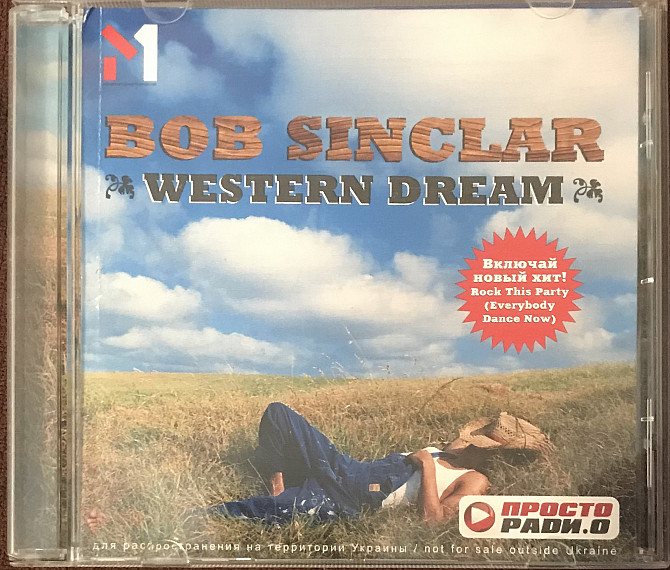 M1
BOB SINCLAR
WESTERN DREAM
Включай
новый хит!
Rock This Party
(Everybody
Dance Now)
ПРОСТО
РАДИ.О
для распространения на территории Украины / not for sale outside Ukraine